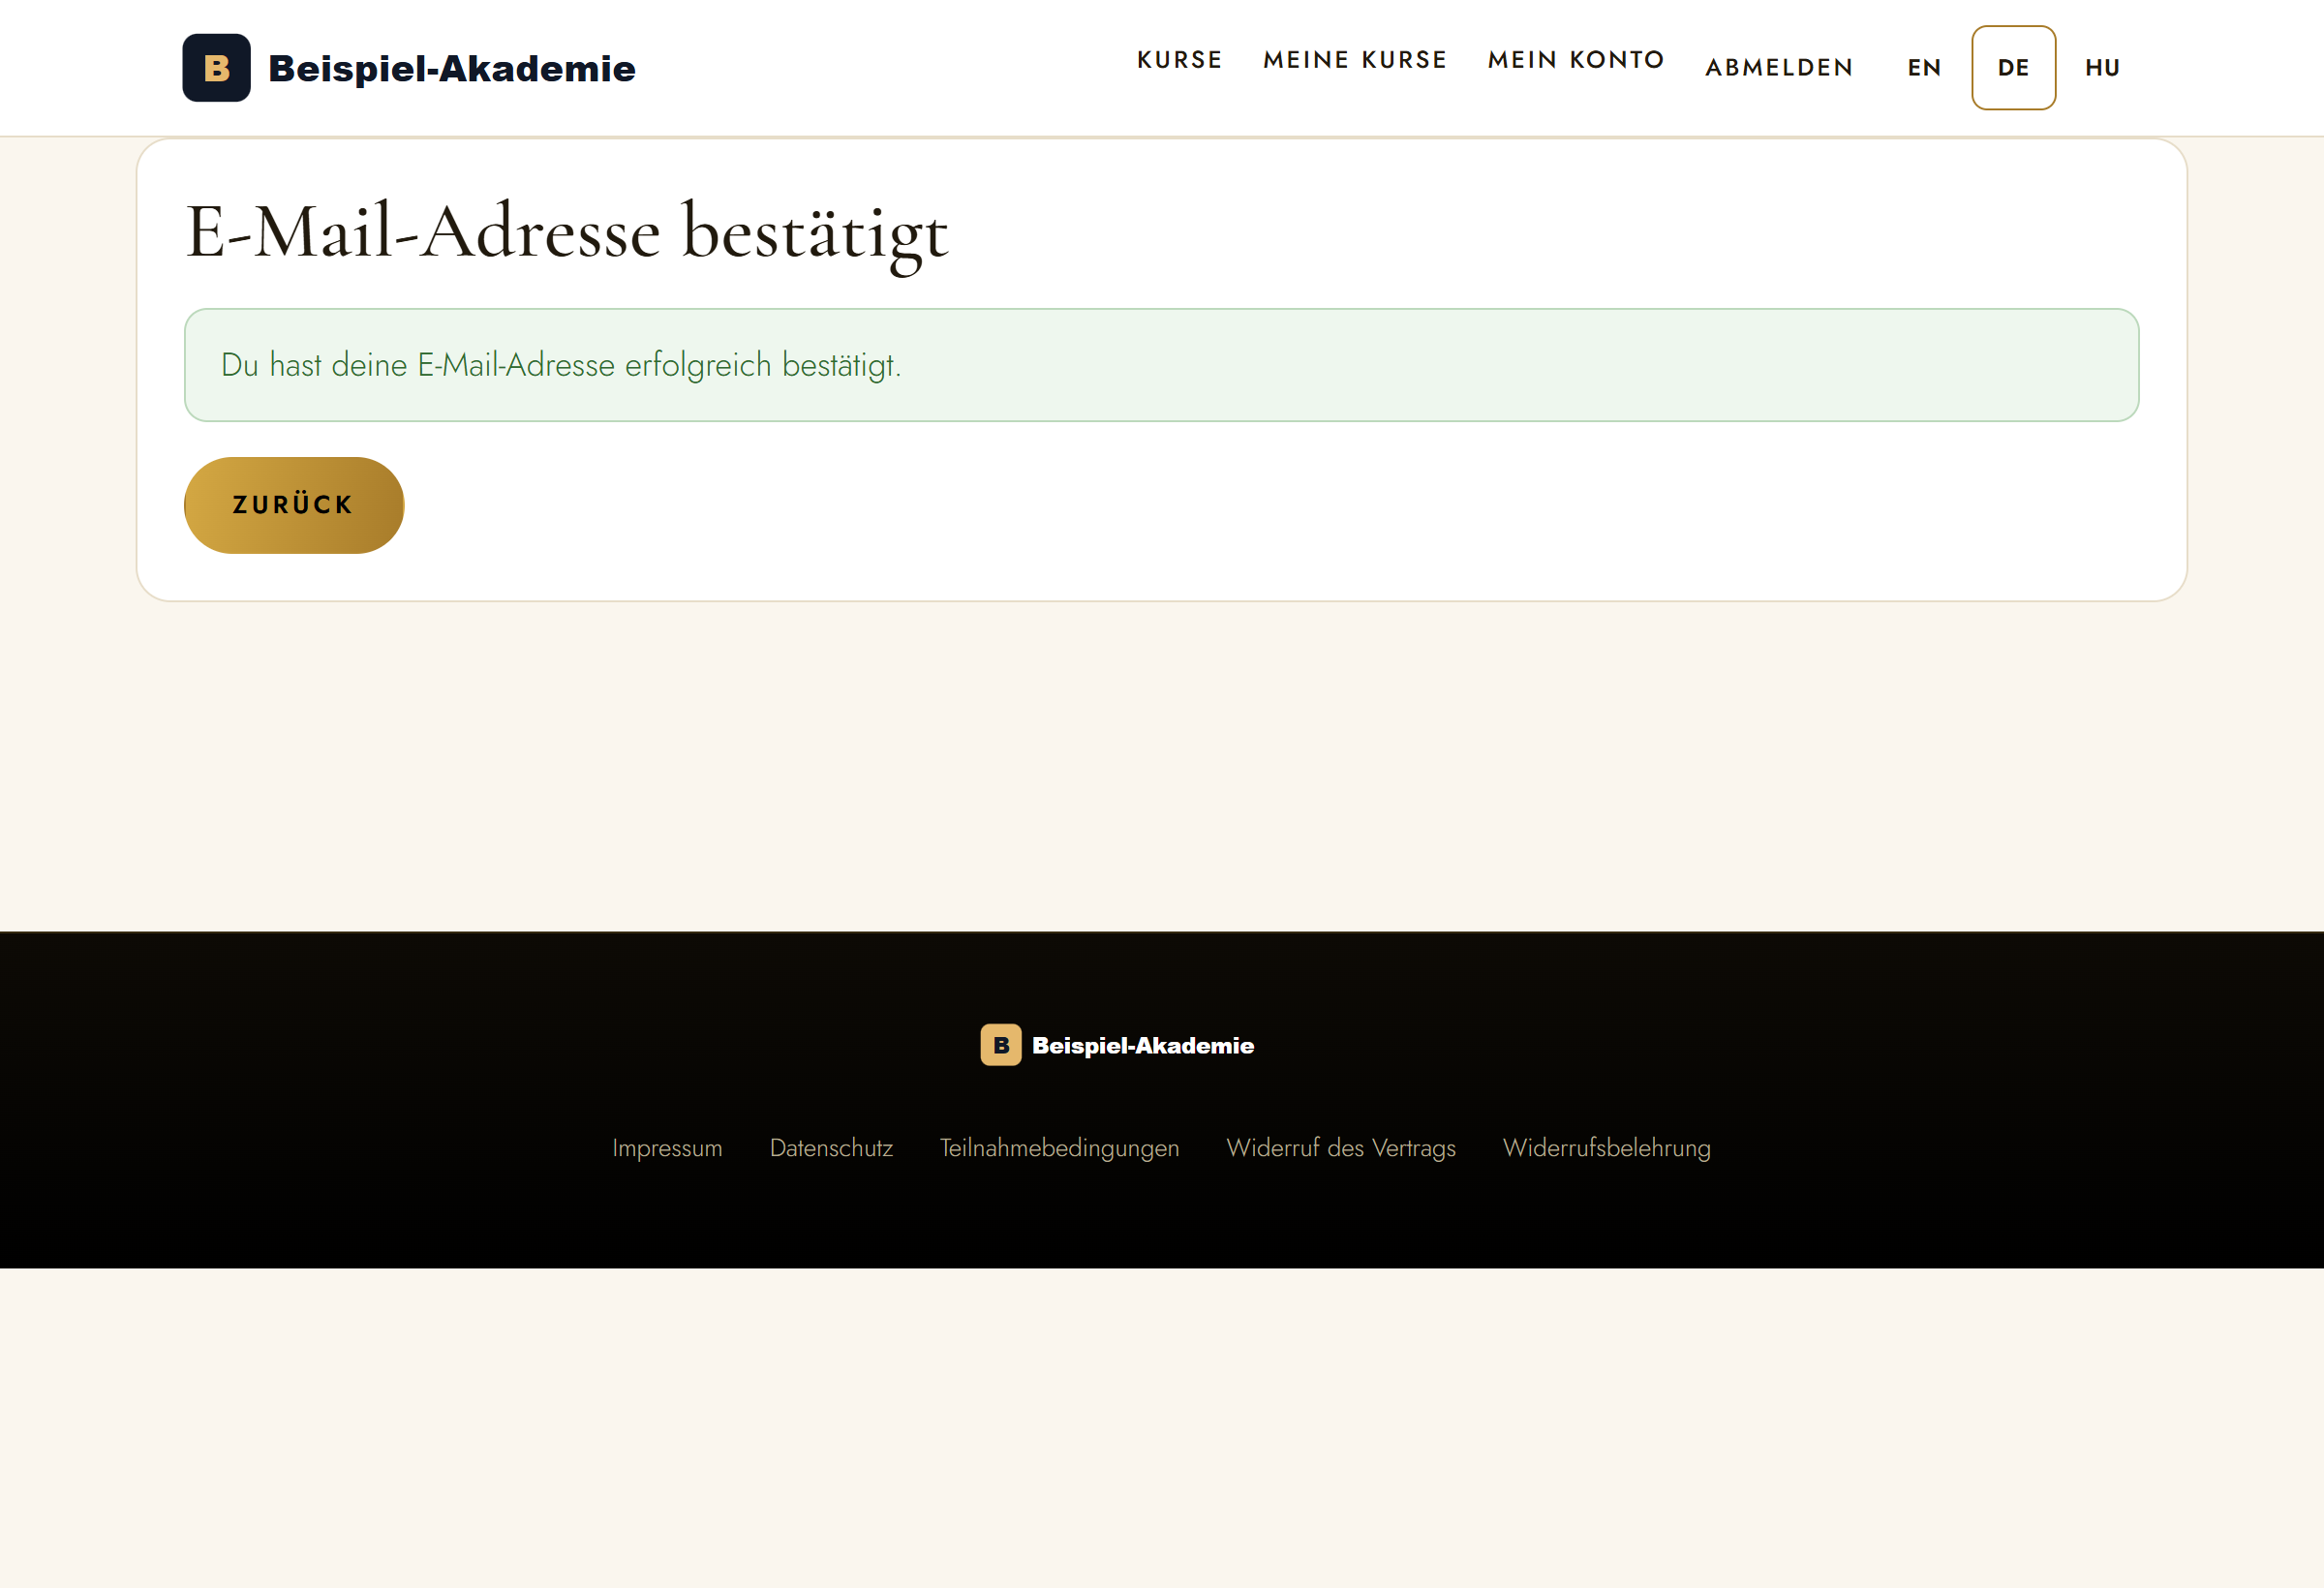 B Beispiel-Akademie
KURSE MEINE KURSE MEIN KONTO ABMELDEN EN DE HU
E-Mail-Adresse bestätigt
Du hast deine E-Mail-Adresse erfolgreich bestätigt.
ZURÜCK
B Beispiel-Akademie
Impressum Datenschutz Teilnahmebedingungen Widerruf des Vertrags Widerrufsbelehrung